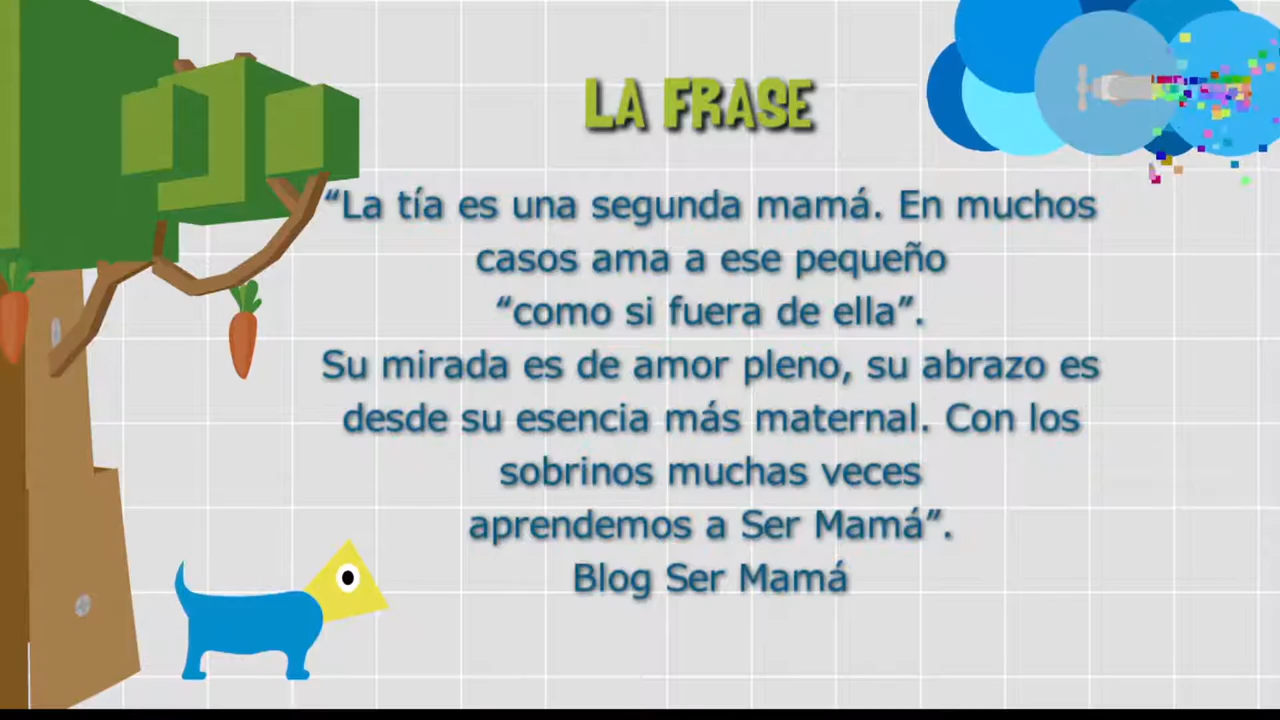 LA FRASE
“La tía es una segunda mamá. En muchos
casos ama a ese pequeño
“como si fuera de ella”.
Su mirada es de amor pleno, su abrazo es
desde su esencia más maternal. Con los
sobrinos muchas veces
aprendemos a Ser Mamá”.
Blog Ser Mamá